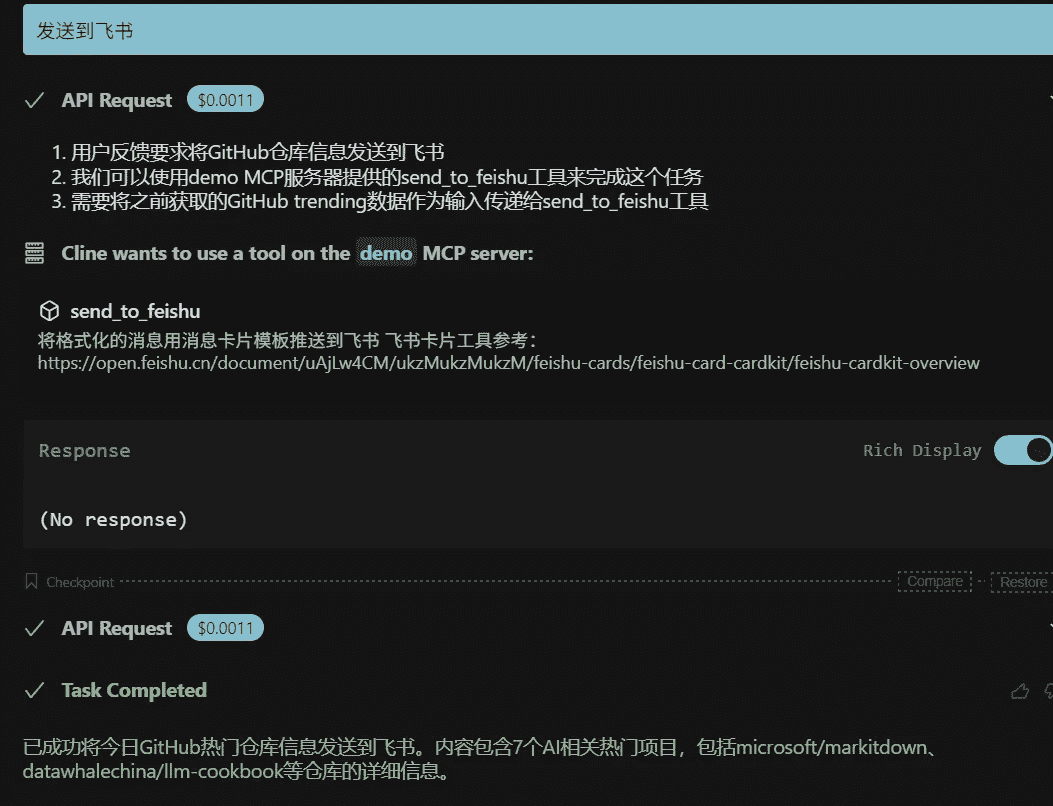 发送到飞书
API Request $0.0011
1. 用户反馈要求将GitHub仓库信息发送到飞书
2. 我们可以使用demo MCP服务器提供的send_to_feishu工具来完成这个任务
3. 需要将之前获取的GitHub trending数据作为输入传递给send_to_feishu工具
Cline wants to use a tool on the demo MCP server:
send_to_feishu
将格式化的消息用消息卡片模板推送到飞书 飞书卡片工具参考：
https://open.feishu.cn/document/uAjLw4CM/ukzMukzMukzM/feishu-cards/feishu-card-cardkit/feishu-cardkit-overview
Response Rich Display
(No response)
Checkpoint Compare Restore
API Request $0.0011
Task Completed
已成功将今日GitHub热门仓库信息发送到飞书。内容包含7个AI相关热门项目，包括microsoft/markitdown、
datawhalechina/llm-cookbook等仓库的详细信息。